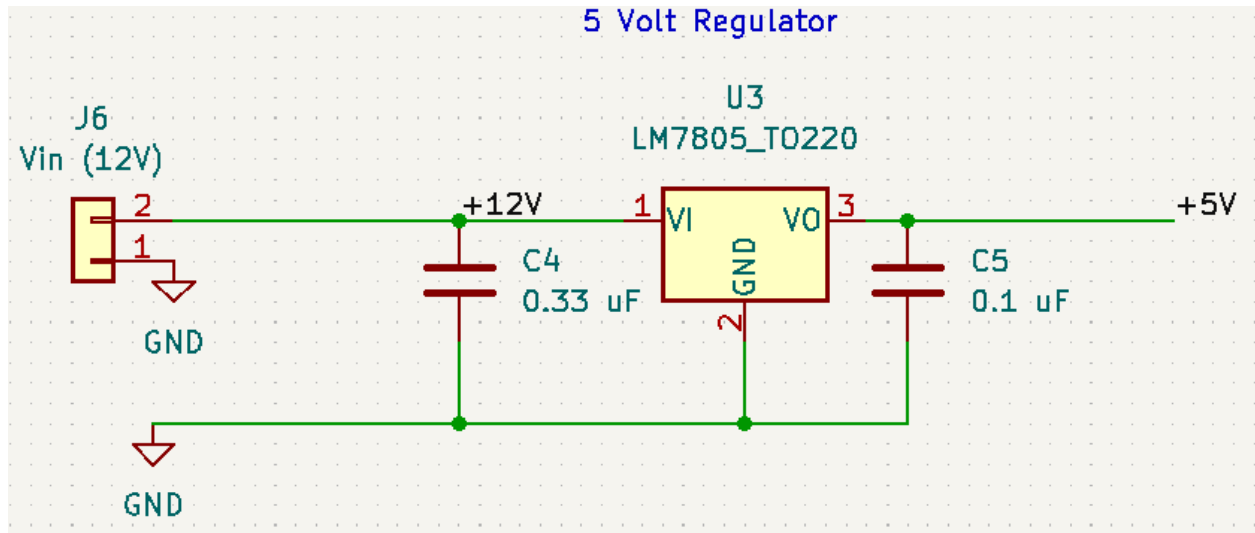 5 Volt Regulator
J6
Vin (12V)
2
1
GND
+12V
C4
0.33 uF
U3
LM7805_TO220
1
VI
VO
3
GND
2
C5
0.1 uF
+5V
GND